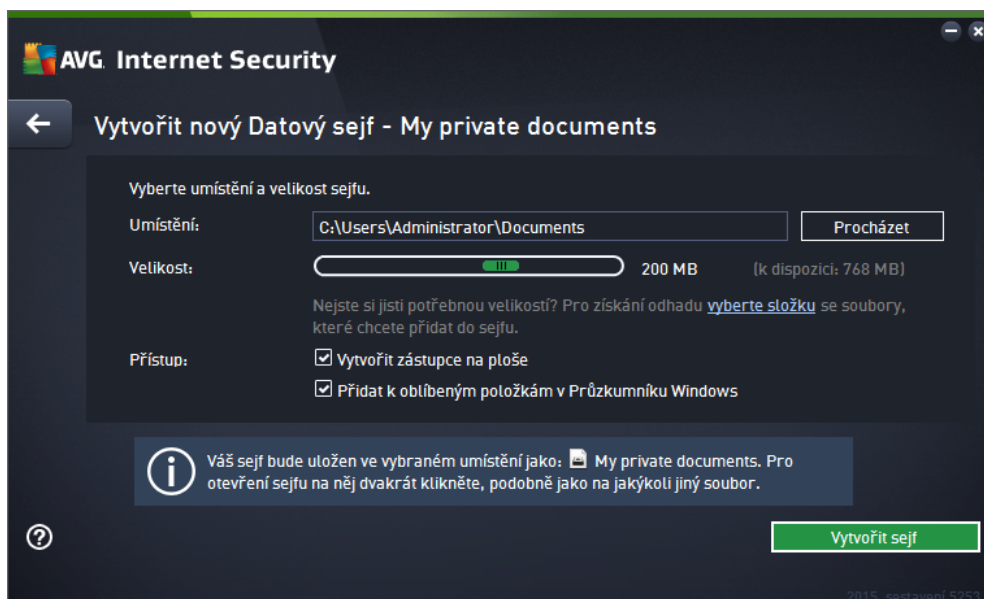 AVG. Internet Security
Vytvořit nový Datový sejf - My private documents
Vyberte umístění a velikost sejfu.
Umístění: C:\Users\Administrator\Documents Procházet
Velikost: 200 MB (k dispozici: 768 MB)
Nejste si jisti potřebnou velikostí? Pro získání odhadu vyberte složku se soubory,
které chcete přidat do sejfu.
Přístup: Vytvořit zástupce na ploše
Přidat k oblíbeným položkám v Průzkumníku Windows
Váš sejf bude uložen ve vybraném umístění jako: My private documents. Pro
otevření sejfu na něj dvakrát klikněte, podobně jako na jakýkoli jiný soubor.
Vytvořit sejf
2015, sestavení 5253